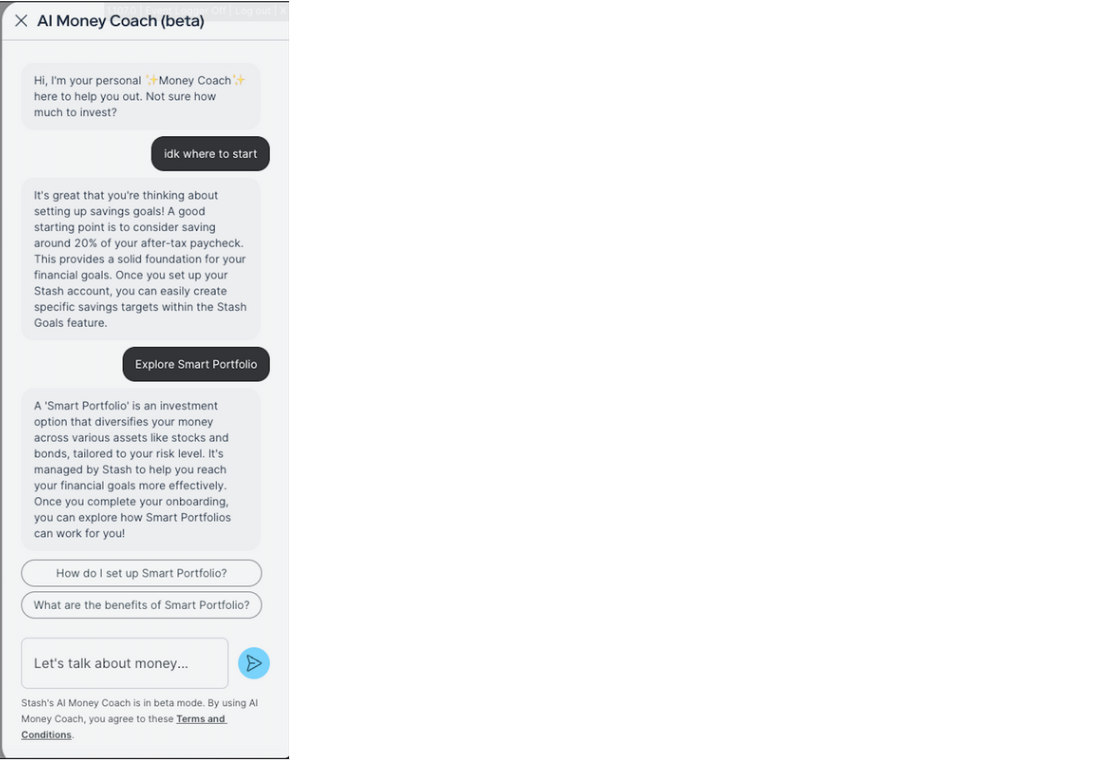 Event Logger Off | Log out |
AI Money Coach (beta)
Hi, I'm your personal ✨Money Coach✨
here to help you out. Not sure how
much to invest?
idk where to start
It's great that you're thinking about
setting up savings goals! A good
starting point is to consider saving
around 20% of your after-tax paycheck.
This provides a solid foundation for your
financial goals. Once you set up your
Stash account, you can easily create
specific savings targets within the Stash
Goals feature.
Explore Smart Portfolio
A 'Smart Portfolio' is an investment
option that diversifies your money
across various assets like stocks and
bonds, tailored to your risk level. It's
managed by Stash to help you reach
your financial goals more effectively.
Once you complete your onboarding,
you can explore how Smart Portfolios
can work for you!
How do I set up Smart Portfolio?
What are the benefits of Smart Portfolio?
Let's talk about money...
Stash's AI Money Coach is in beta mode. By using AI
Money Coach, you agree to these Terms and
Conditions.